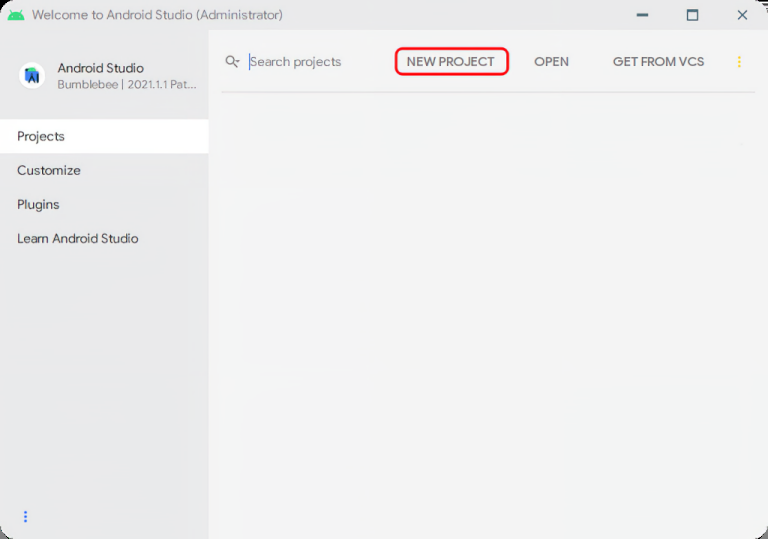 Welcome to Android Studio (Administrator)
Android Studio
Bumblebee | 2021.1.1 Pat...
Search projects
NEW PROJECT
OPEN
GET FROM VCS
Projects
Customize
Plugins
Learn Android Studio